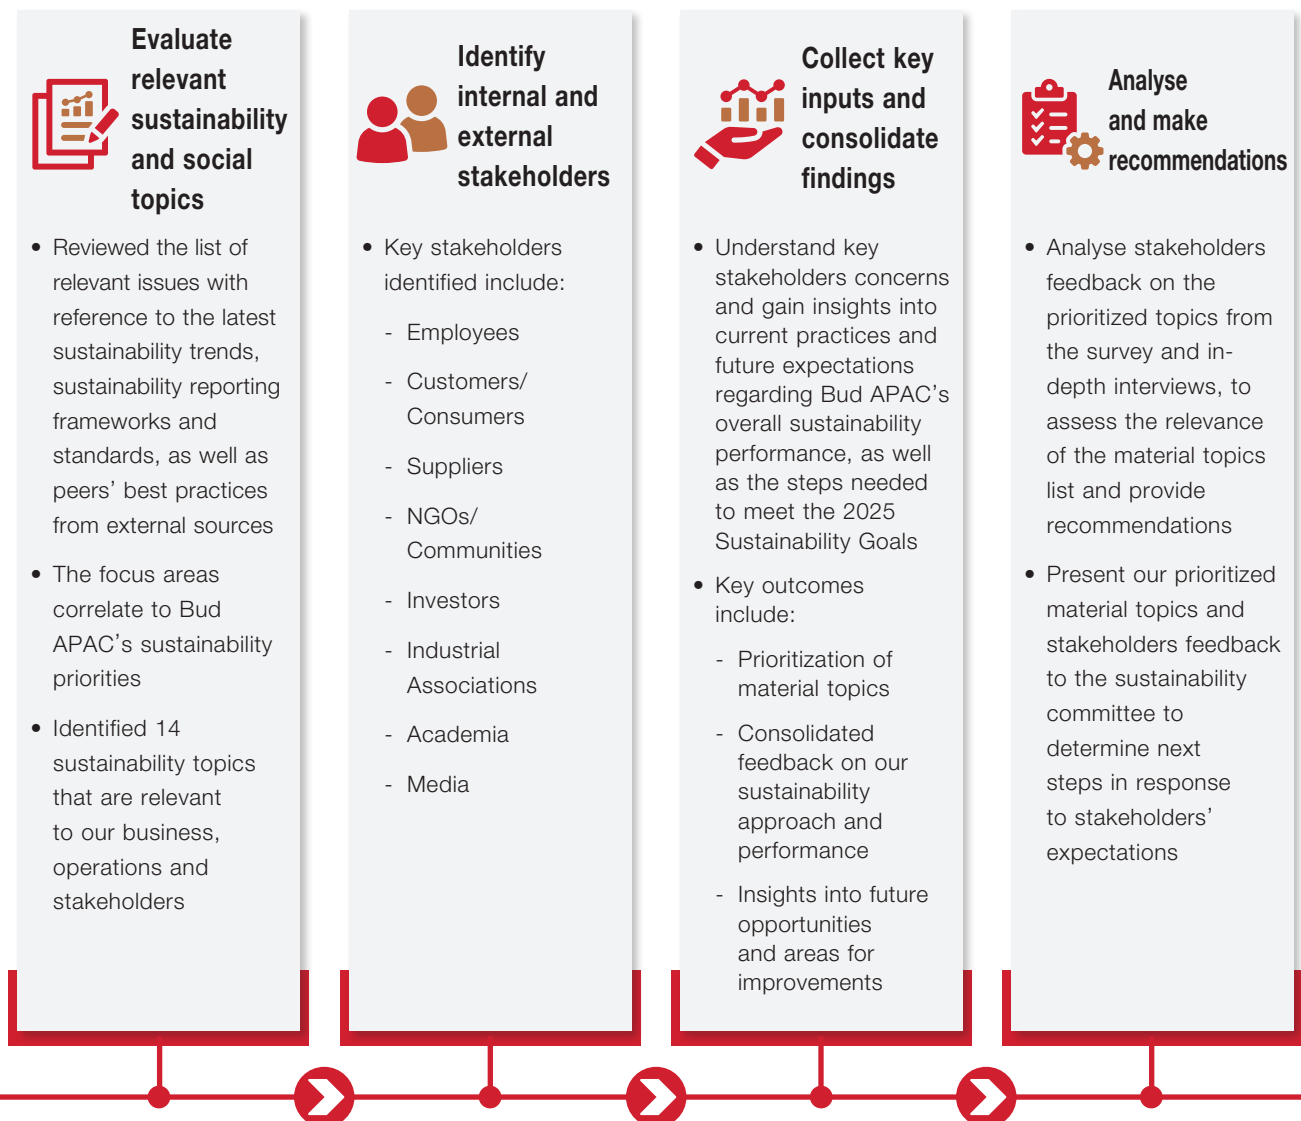 Evaluate
relevant
sustainability
and social
topics
• Reviewed the list of
relevant issues with
reference to the latest
sustainability trends,
sustainability reporting
frameworks and
standards, as well as
peers’ best practices
from external sources
• The focus areas
correlate to Bud
APAC’s sustainability
priorities
• Identified 14
sustainability topics
that are relevant
to our business,
operations and
stakeholders
Identify
internal and
external
stakeholders
• Key stakeholders
identified include:
- Employees
- Customers/
Consumers
- Suppliers
- NGOs/
Communities
- Investors
- Industrial
Associations
- Academia
- Media
Collect key
inputs and
consolidate
findings
• Understand key
stakeholders concerns
and gain insights into
current practices and
future expectations
regarding Bud APAC’s
overall sustainability
performance, as well
as the steps needed
to meet the 2025
Sustainability Goals
• Key outcomes
include:
- Prioritization of
material topics
- Consolidated
feedback on our
sustainability
approach and
performance
- Insights into future
opportunities
and areas for
improvements
Analyse
and make
recommendations
• Analyse stakeholders
feedback on the
prioritized topics from
the survey and in-
depth interviews, to
assess the relevance
of the material topics
list and provide
recommendations
• Present our prioritized
material topics and
stakeholders feedback
to the sustainability
committee to
determine next
steps in response
to stakeholders’
expectations